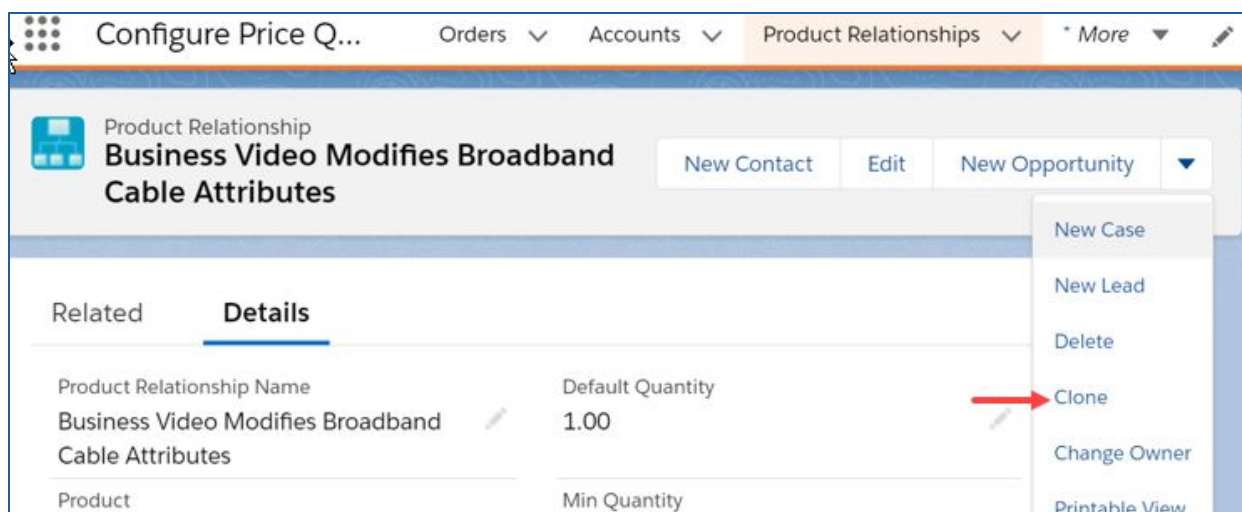 Configure Price Q... Orders Accounts Product Relationships * More
Product Relationship
Business Video Modifies Broadband
Cable Attributes
New Contact Edit New Opportunity
New Case
New Lead
Delete
Clone
Change Owner
Printable View
Related Details
Product Relationship Name
Business Video Modifies Broadband
Cable Attributes
Default Quantity
1.00
Product
Min Quantity